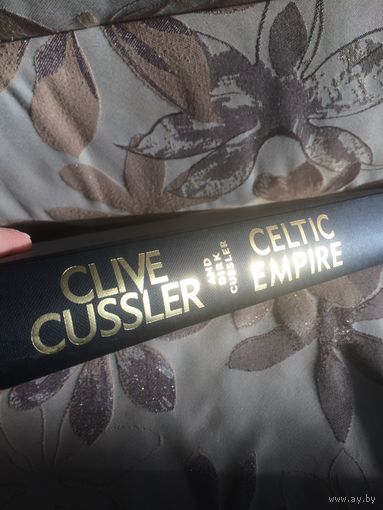 CLIVE
CUSSLER
AND
DIRK
CUSSLER
CELTIC
EMPIRE
www.ay.by